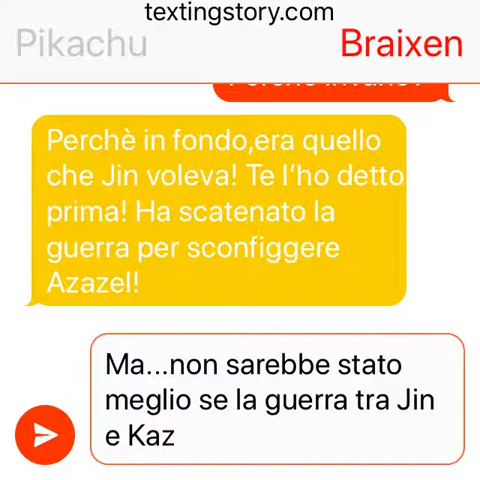 textingstory.com
Pikachu
Braixen
Perchè in fondo,era quello
che Jin voleva! Te l'ho detto
prima! Ha scatenato la
guerra per sconfiggere
Azazel!
Ma...non sarebbe stato
meglio se la guerra tra Jin
e Kaz